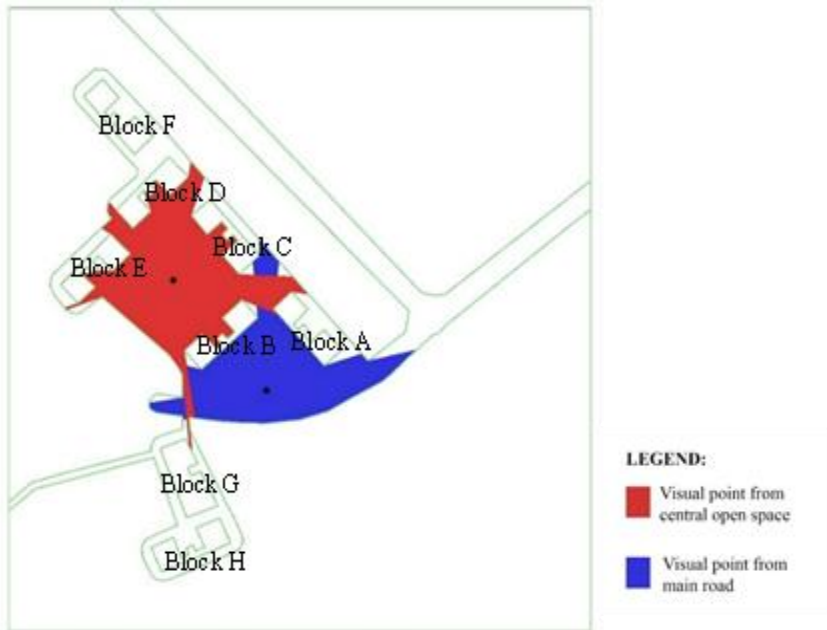 Block F
Block D
Block C
Block E
Block B
Block A
Block G
Block H
LEGEND:
Visual point from
central open space
Visual point from
main road